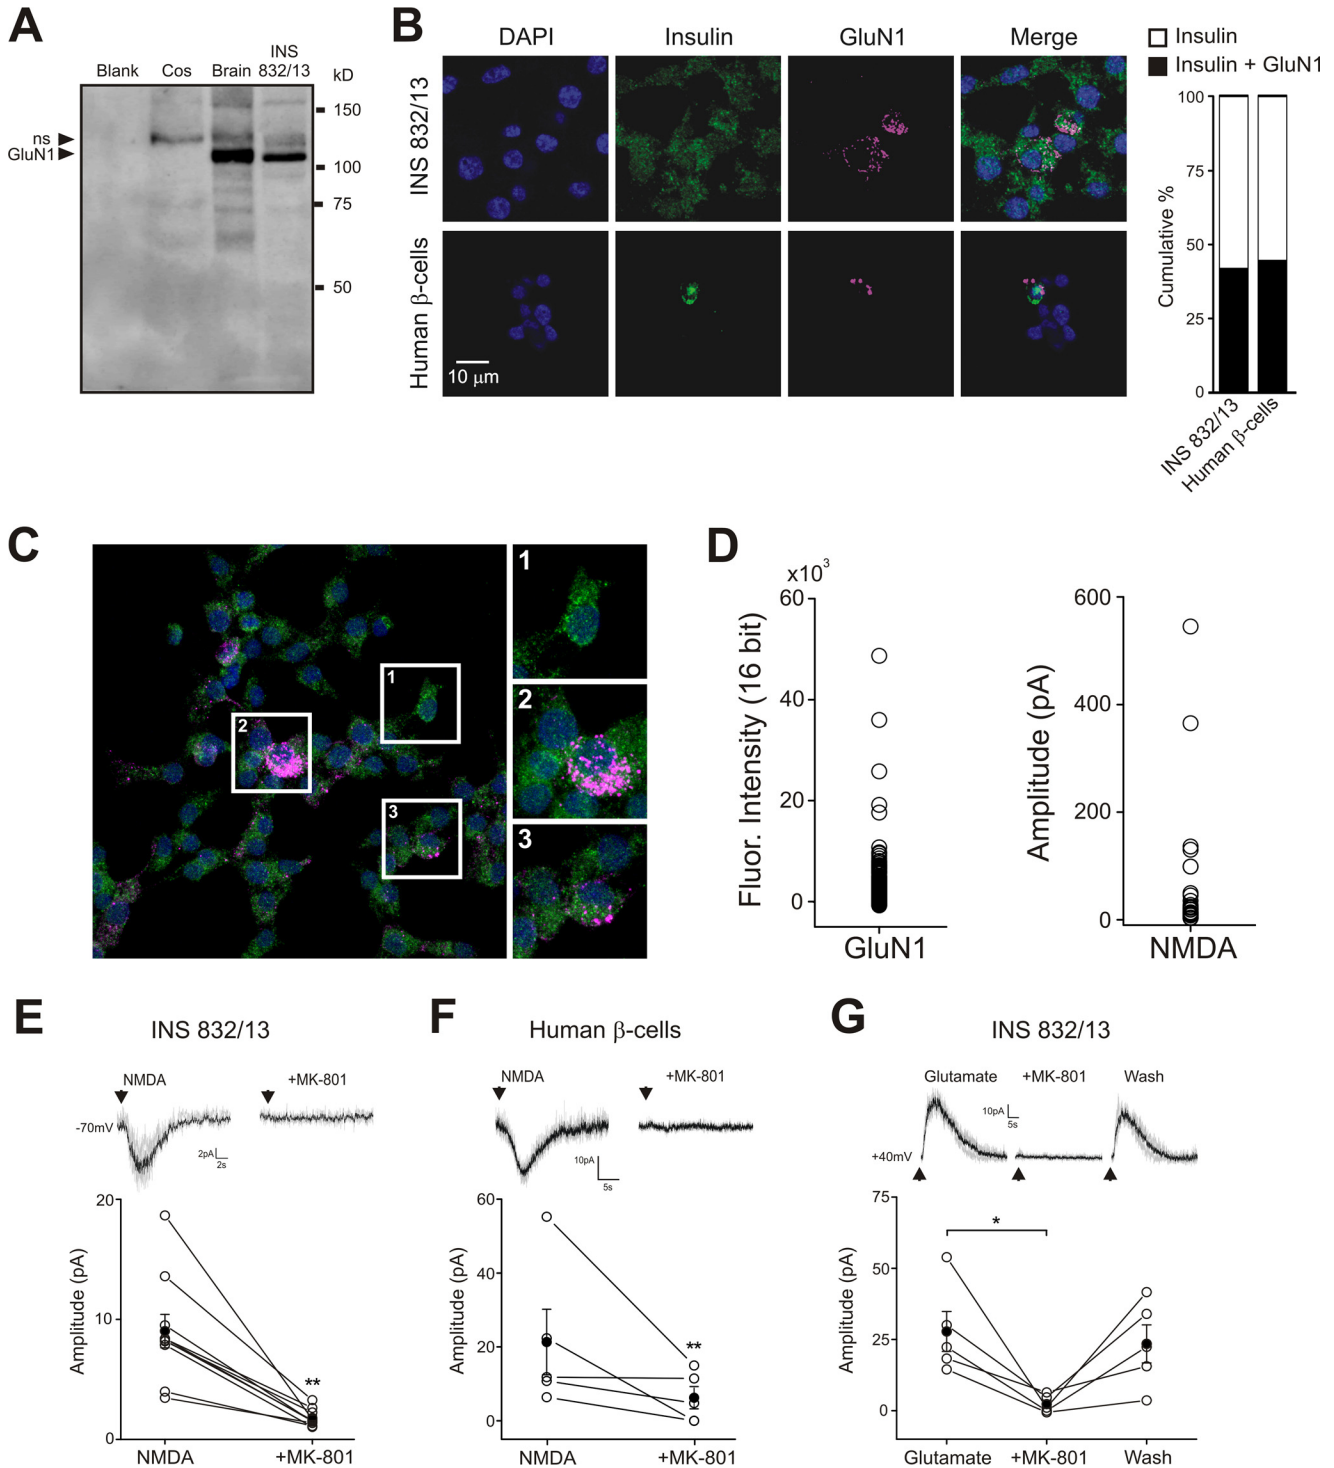 A
Blank
Cos
Brain
INS
832/13
kD
150
100
75
50
ns
GluN1
B
DAPI
Insulin
GluN1
Merge
INS 832/13
Human β-cells
10 μm
Insulin
Insulin + GluN1
Cumulative %
100
75
50
25
0
INS 832/13
Human β-cells
C
1
2
3
1
2
3
D
x10³
Fluor. Intensity (16 bit)
60
40
20
0
GluN1
Amplitude (pA)
600
400
200
0
NMDA
E
INS 832/13
NMDA
+MK-801
-70mV
2pA
2s
Amplitude (pA)
20
10
0
**
NMDA
+MK-801
F
Human β-cells
NMDA
+MK-801
10pA
5s
Amplitude (pA)
60
40
20
0
**
NMDA
+MK-801
G
INS 832/13
Glutamate
+MK-801
Wash
10pA
5s
+40mV
Amplitude (pA)
75
50
25
0
*
Glutamate
+MK-801
Wash